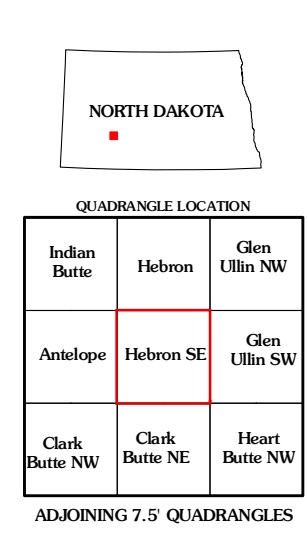 NORTH DAKOTA
QUADRANGLE LOCATION
Indian
Butte
Hebron
Glen
Ullin NW
Antelope
Hebron SE
Glen
Ullin SW
Clark
Butte NW
Clark
Butte NE
Heart
Butte NW
ADJOINING 7.5' QUADRANGLES